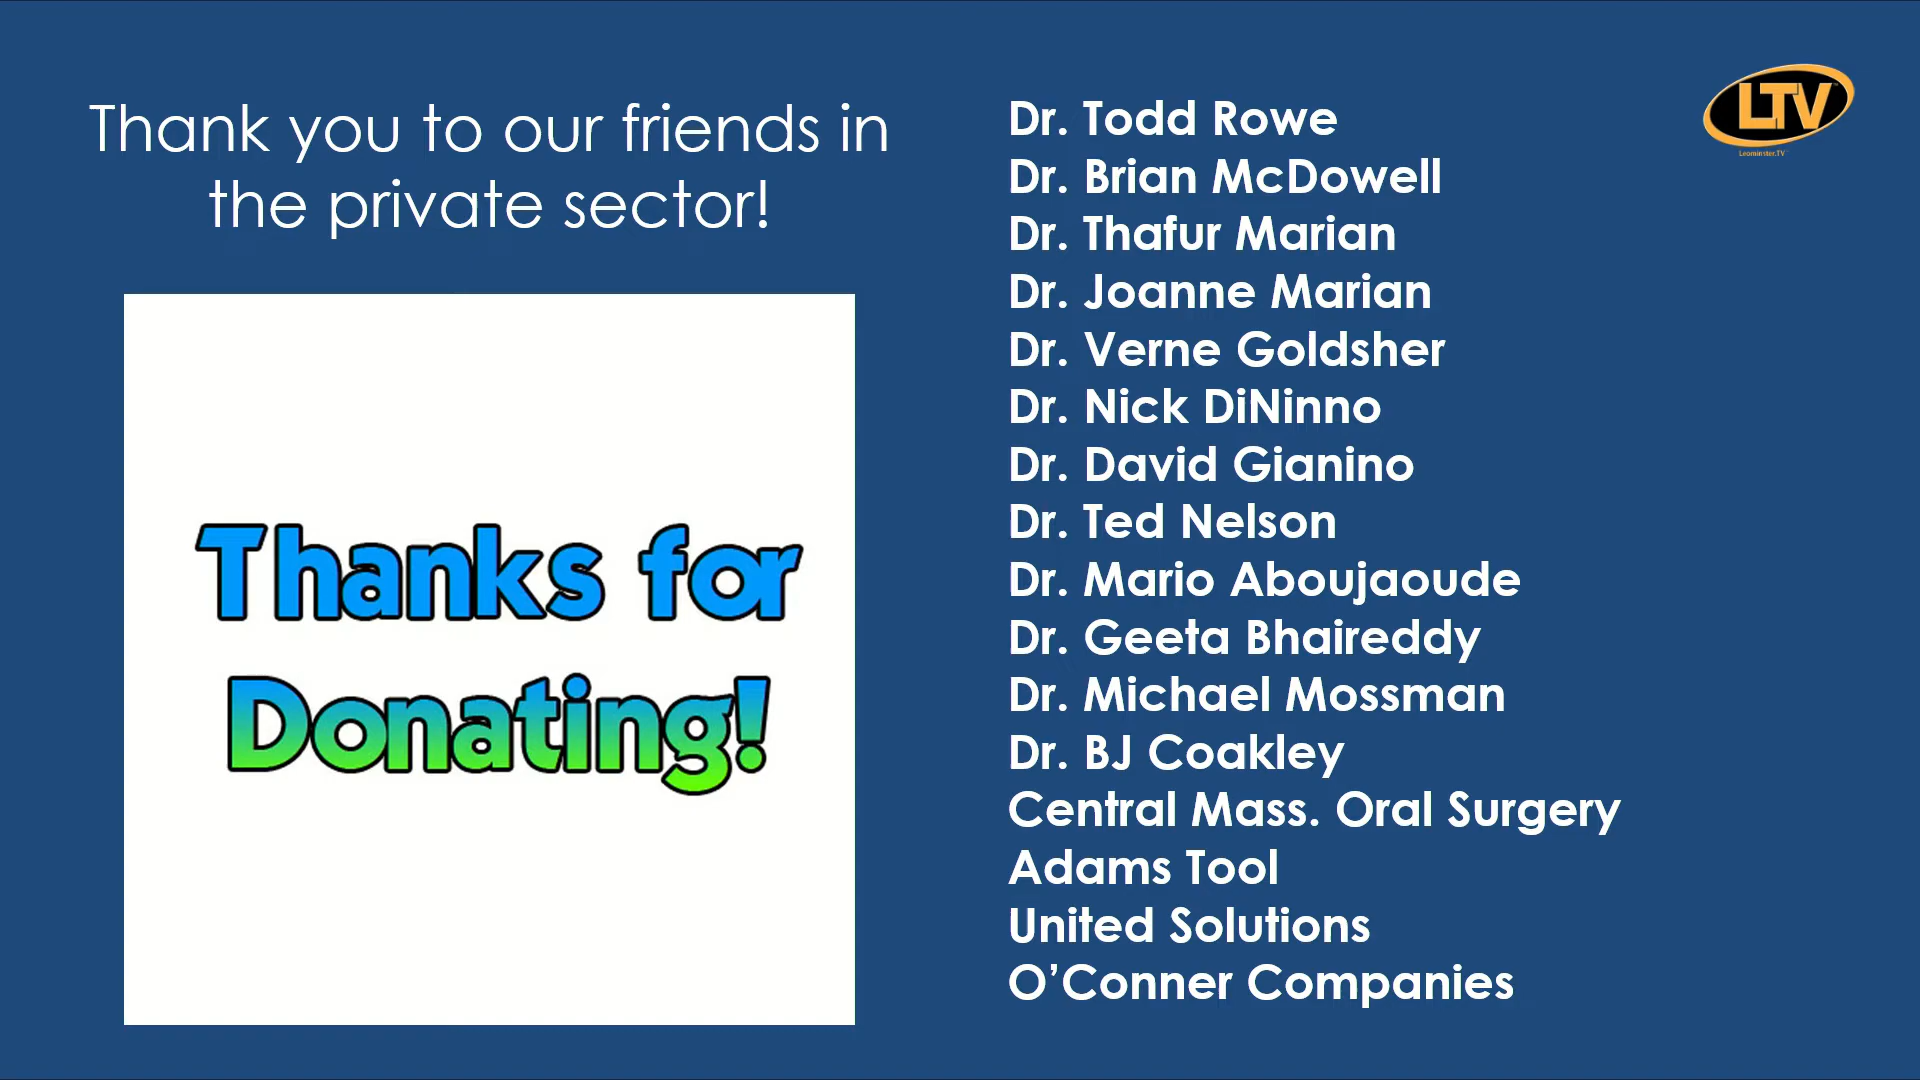 Thank you to our friends in
the private sector!
Thanks for
Donating!
Dr. Todd Rowe
Dr. Brian McDowell
Dr. Thafur Marian
Dr. Joanne Marian
Dr. Verne Goldsher
Dr. Nick DiNinno
Dr. David Gianino
Dr. Ted Nelson
Dr. Mario Aboujaoude
Dr. Geeta Bhaireddy
Dr. Michael Mossman
Dr. BJ Coakley
Central Mass. Oral Surgery
Adams Tool
United Solutions
O’Conner Companies
LTV
Leominster.TV